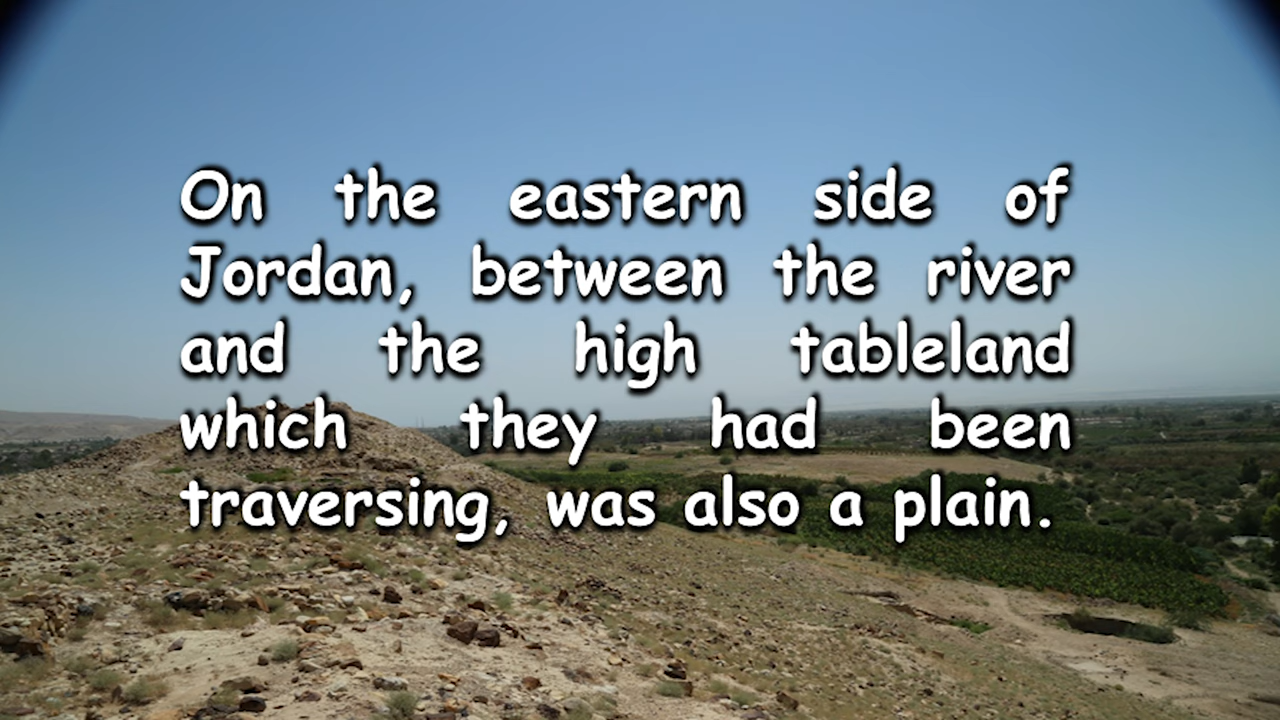 On the eastern side of
Jordan, between the river
and the high tableland
which they had been
traversing, was also a plain.